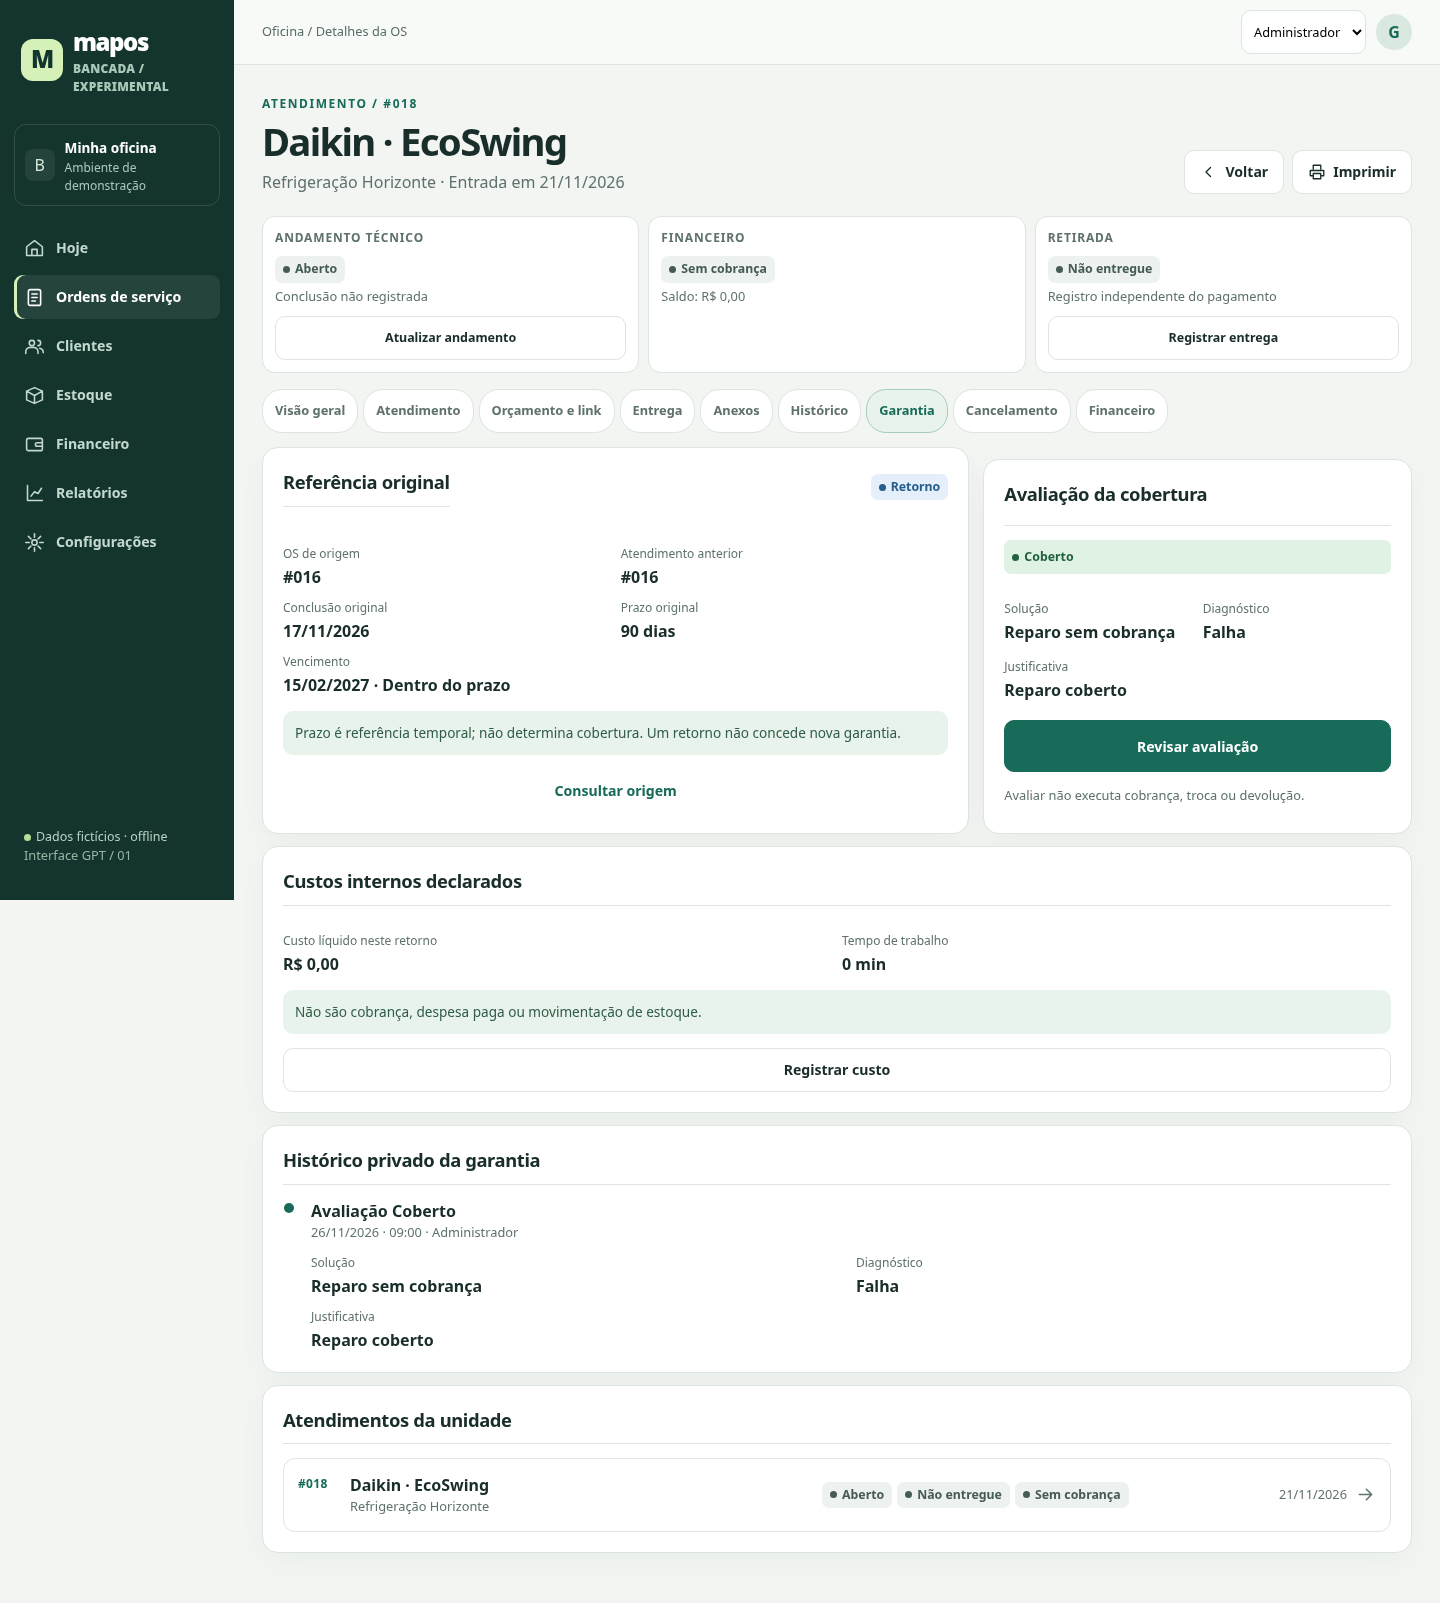 M
mapos
BANCADA /
EXPERIMENTAL
B
Minha oficina
Ambiente de
demonstração
Hoje
Ordens de serviço
Clientes
Estoque
Financeiro
Relatórios
Configurações
Dados fictícios · offline
Interface GPT / 01
Oficina / Detalhes da OS
Administrador
G
ATENDIMENTO / #018
Daikin · EcoSwing
Refrigeração Horizonte · Entrada em 21/11/2026
Voltar
Imprimir
ANDAMENTO TÉCNICO
Aberto
Conclusão não registrada
Atualizar andamento
FINANCEIRO
Sem cobrança
Saldo: R$ 0,00
RETIRADA
Não entregue
Registro independente do pagamento
Registrar entrega
Visão geral
Atendimento
Orçamento e link
Entrega
Anexos
Histórico
Garantia
Cancelamento
Financeiro
Referência original
Retorno
OS de origem
#016
Atendimento anterior
#016
Conclusão original
17/11/2026
Prazo original
90 dias
Vencimento
15/02/2027 · Dentro do prazo
Prazo é referência temporal; não determina cobertura. Um retorno não concede nova garantia.
Consultar origem
Avaliação da cobertura
Coberto
Solução
Reparo sem cobrança
Diagnóstico
Falha
Justificativa
Reparo coberto
Revisar avaliação
Avaliar não executa cobrança, troca ou devolução.
Custos internos declarados
Custo líquido neste retorno
R$ 0,00
Tempo de trabalho
0 min
Não são cobrança, despesa paga ou movimentação de estoque.
Registrar custo
Histórico privado da garantia
Avaliação Coberto
26/11/2026 · 09:00 · Administrador
Solução
Reparo sem cobrança
Diagnóstico
Falha
Justificativa
Reparo coberto
Atendimentos da unidade
#018
Daikin · EcoSwing
Refrigeração Horizonte
Aberto
Não entregue
Sem cobrança
21/11/2026